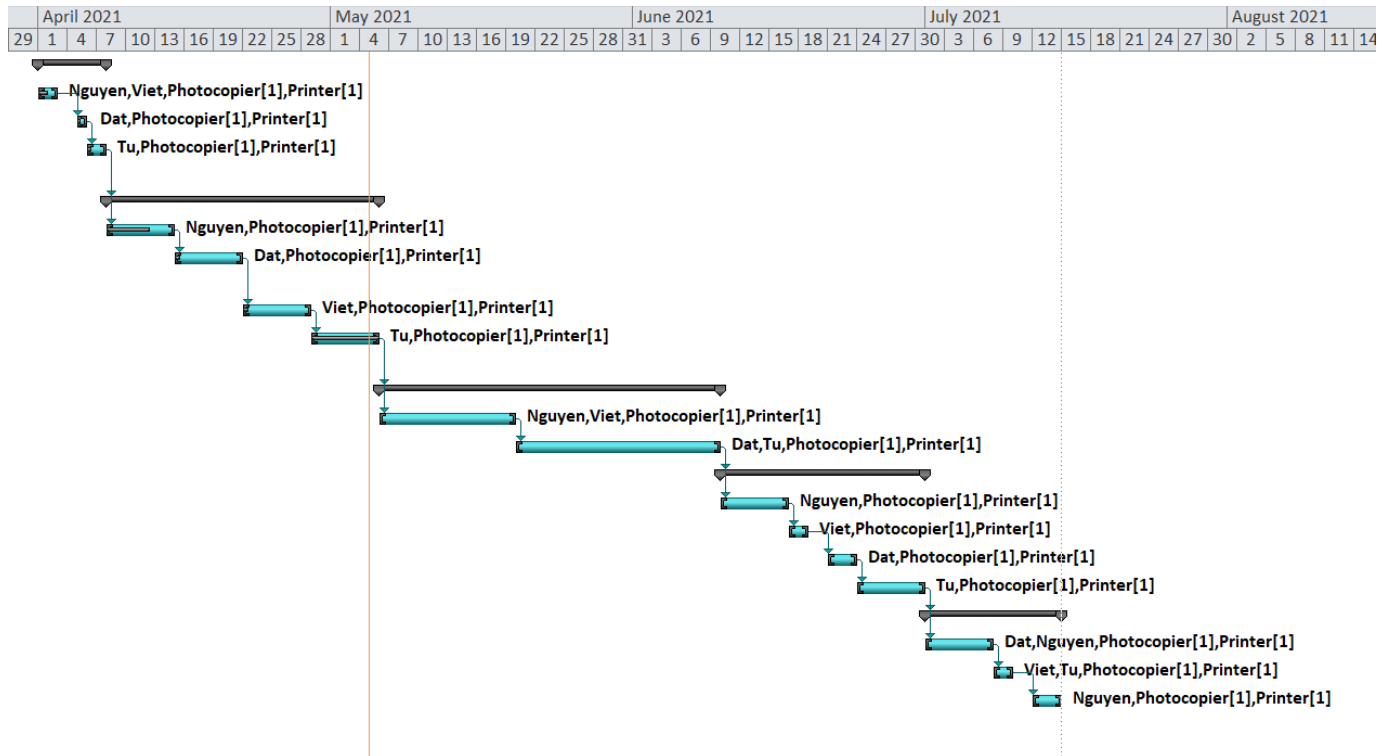 April 2021 May 2021 June 2021 July 2021 August 2021
29 1 4 7 10 13 16 19 22 25 28 1 4 7 10 13 16 19 22 25 28 31 3 6 9 12 15 18 21 24 27 30 3 6 9 12 15 18 21 24 27 30 2 5 8 11 14
Nguyen,Viet,Photocopier[1],Printer[1]
Dat,Photocopier[1],Printer[1]
Tu,Photocopier[1],Printer[1]
Nguyen,Photocopier[1],Printer[1]
Dat,Photocopier[1],Printer[1]
Viet,Photocopier[1],Printer[1]
Tu,Photocopier[1],Printer[1]
Nguyen,Viet,Photocopier[1],Printer[1]
Dat,Tu,Photocopier[1],Printer[1]
Nguyen,Photocopier[1],Printer[1]
Viet,Photocopier[1],Printer[1]
Dat,Photocopier[1],Printer[1]
Tu,Photocopier[1],Printer[1]
Dat,Nguyen,Photocopier[1],Printer[1]
Viet,Tu,Photocopier[1],Printer[1]
Nguyen,Photocopier[1],Printer[1]